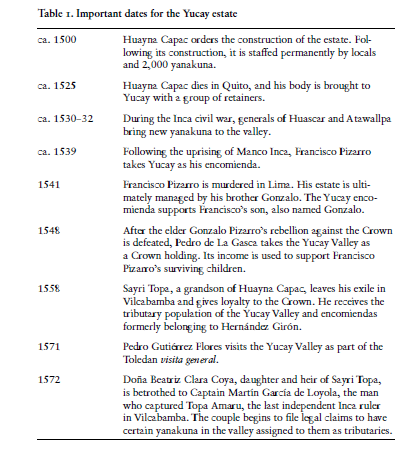 Table 1. Important dates for the Yucay estate
ca. 1500 Huayna Capac orders the construction of the estate. Fol-
lowing its construction, it is staffed permanently by locals
and 2,000 yanakuna.
ca. 1525 Huayna Capac dies in Quito, and his body is brought to
Yucay with a group of retainers.
ca. 1530–32 During the Inca civil war, generals of Huascar and Atawallpa
bring new yanakuna to the valley.
ca. 1539 Following the uprising of Manco Inca, Francisco Pizarro
takes Yucay as his encomienda.
1541 Francisco Pizarro is murdered in Lima. His estate is ulti-
mately managed by his brother Gonzalo. The Yucay enco-
mienda supports Francisco's son, also named Gonzalo.
1548 After the elder Gonzalo Pizarro's rebellion against the Crown
is defeated, Pedro de La Gasca takes the Yucay Valley as
a Crown holding. Its income is used to support Francisco
Pizarro's surviving children.
1558 Sayri Topa, a grandson of Huayna Capac, leaves his exile in
Vilcabamba and gives loyalty to the Crown. He receives the
tributary population of the Yucay Valley and encomiendas
formerly belonging to Hernández Girón.
1571 Pedro Gutiérrez Flores visits the Yucay Valley as part of the
Toledan visita general.
1572 Doña Beatriz Clara Coya, daughter and heir of Sayri Topa,
is betrothed to Captain Martín García de Loyola, the man
who captured Topa Amaru, the last independent Inca ruler
in Vilcabamba. The couple begins to file legal claims to have
certain yanakuna in the valley assigned to them as tributaries.